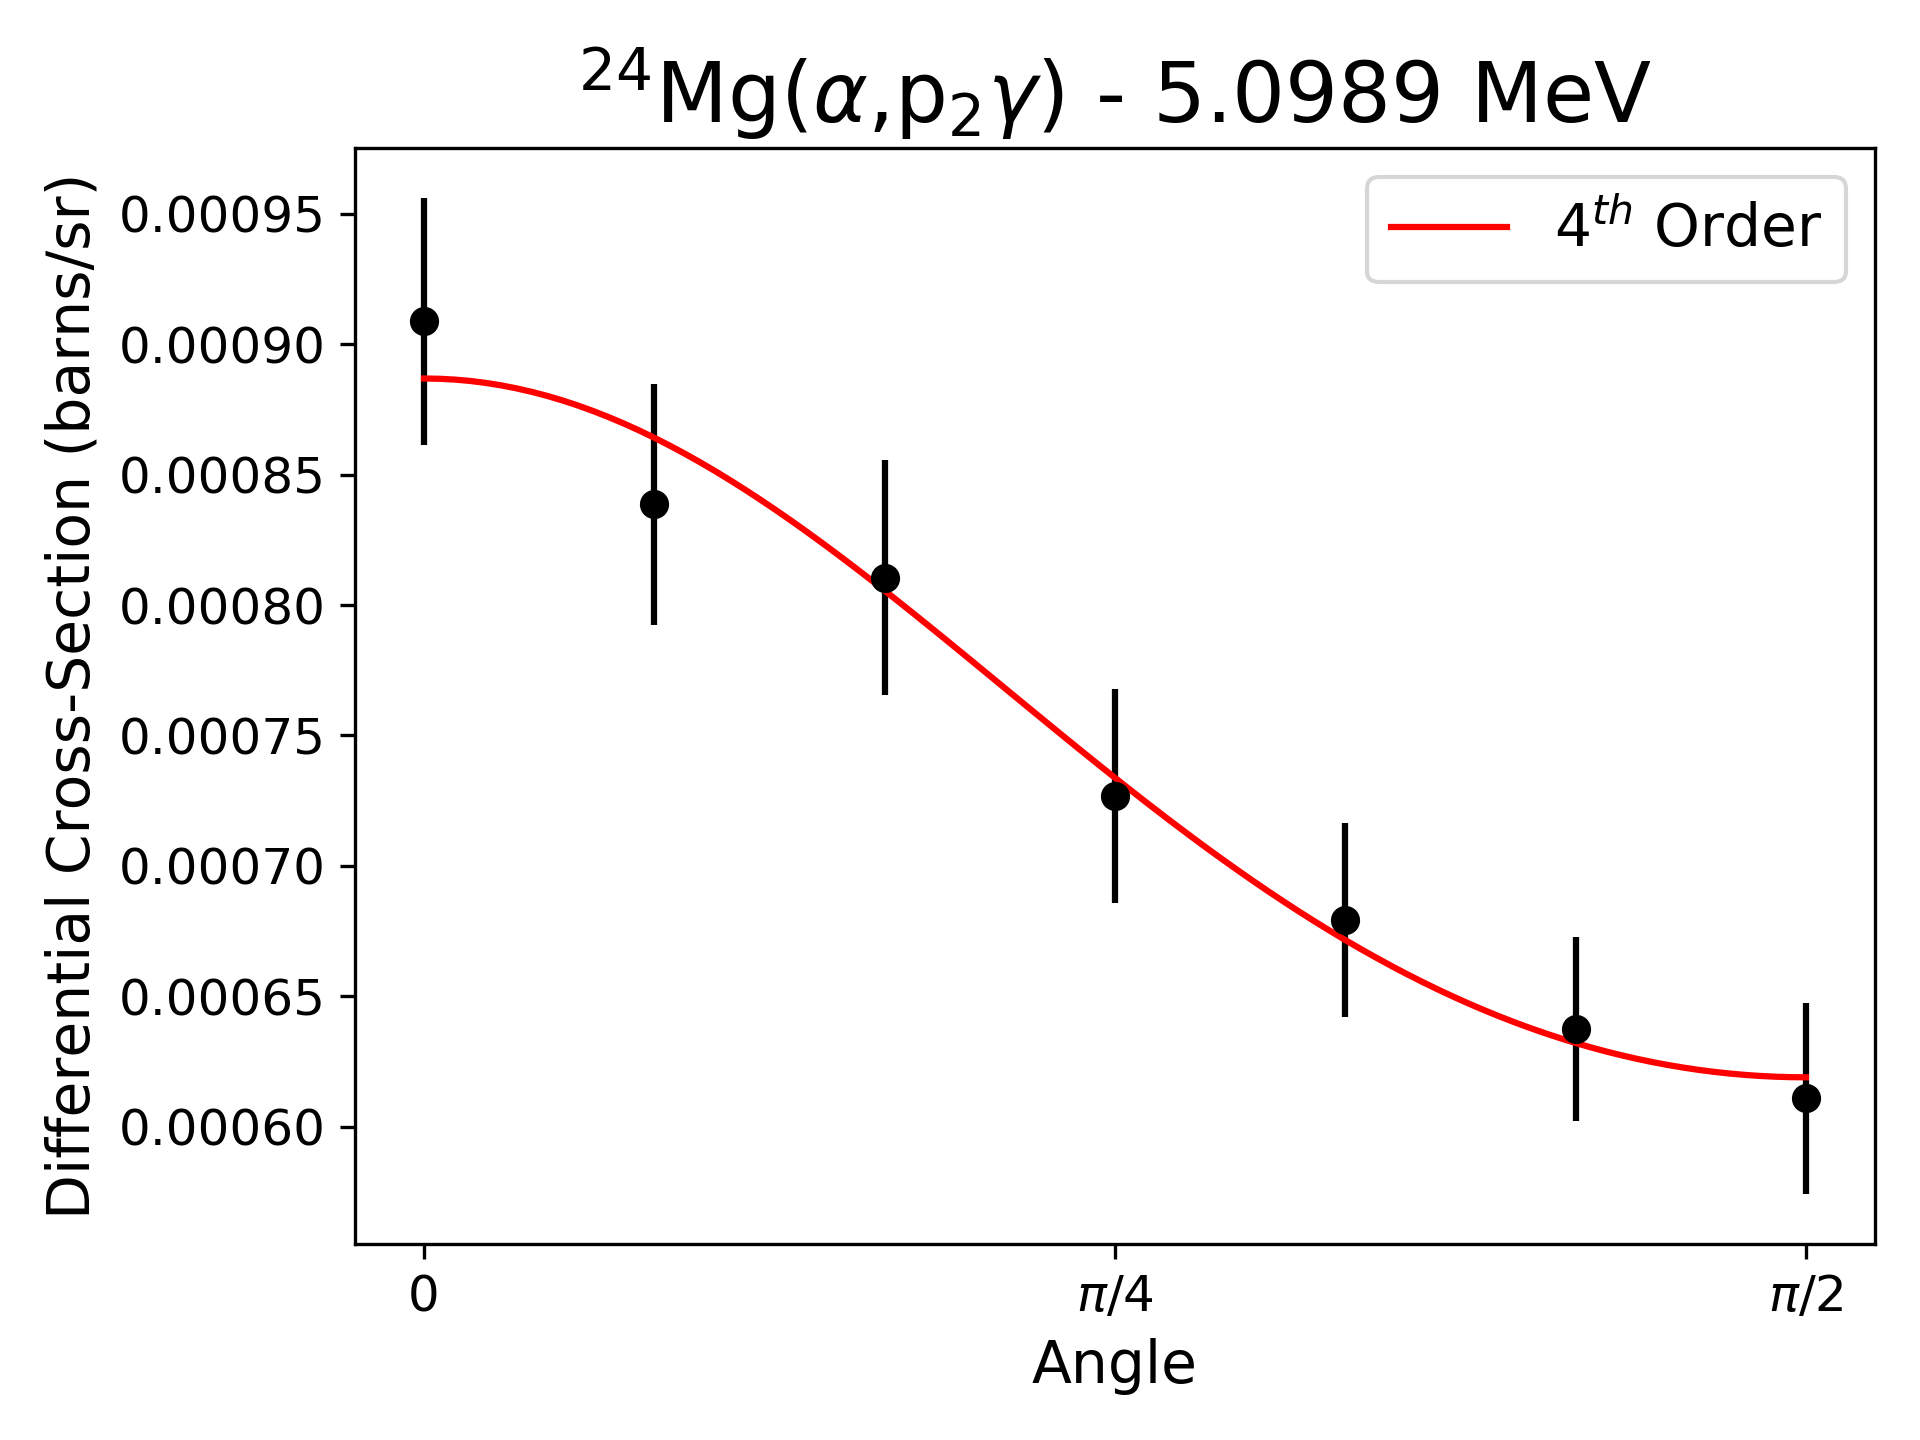 ²⁴Mg(α,p₂γ) - 5.0989 MeV
Differential Cross-Section (barns/sr)
0.00095
0.00090
0.00085
0.00080
0.00075
0.00070
0.00065
0.00060
4ᵗʰ Order
0
π/4
π/2
Angle